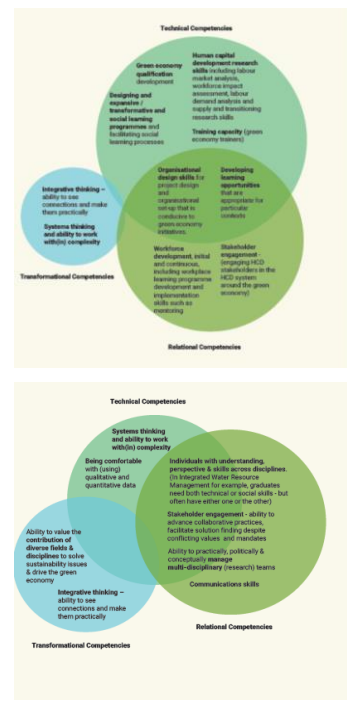 Technical Competencies
Green economy
qualification
development
Human capital
development research
skills including labour
market analysis,
workforce impact
assessment, labour
demand analysis and
supply and transitioning
research skills
Designing and
expansive /
transformative and
social learning
programmes and
facilitating social
learning processes
Training capacity (green
economy trainers)
Organisational
design skills for
project design
and
organisational
set-up that is
conducive to
green economy
initiatives.
Developing
learning
opportunities
that are
appropriate for
particular
contexts
Integrative thinking –
ability to see
connections and make
them practically
Systems thinking
and ability to work
with(in) complexity
Transformational Competencies
Workforce
development, initial
and continuous,
including workplace
learning programme
development and
implementation
skills such as
mentoring
Stakeholder
engagement - 
(engaging HCD
stakeholders in the
HCD system
around the green
economy)
Relational Competencies
Technical Competencies
Systems thinking
and ability to work
with(in) complexity
Being comfortable
with (using)
qualitative and
quantitative data
Individuals with understanding,
perspective & skills across disciplines.
(In Integrated Water Resource
Management for example, graduates
need both technical or social skills - but
often have either one or the other)
Stakeholder engagement - ability to
advance collaborative practices,
facilitate solution finding despite
conflicting values and mandates
Ability to practically, politically &
conceptually manage
multi-disciplinary (research) teams
Communications skills
Relational Competencies
Ability to value the
contribution of
diverse fields &
disciplines to solve
sustainability issues
& drive the green
economy
Integrative thinking –
ability to see
connections and make
them practically
Transformational Competencies